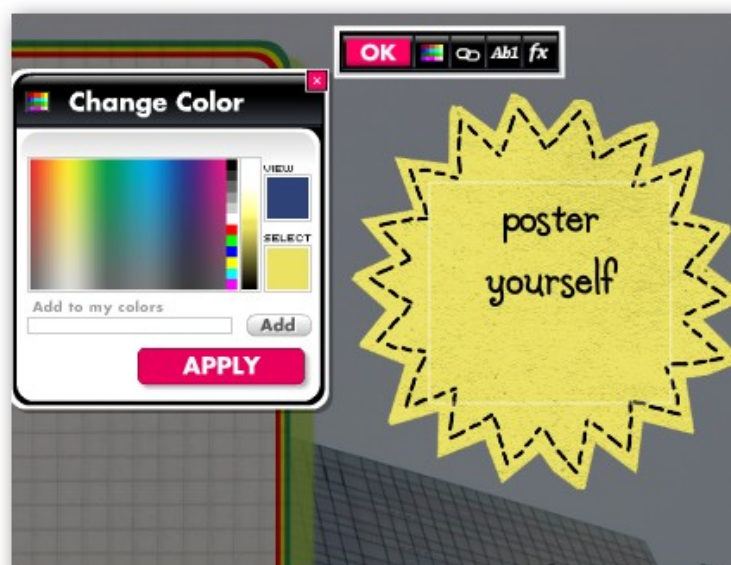 OK Ab1 fx
Change Color
VIEW
SELECT
Add to my colors
Add
APPLY
poster
yourself